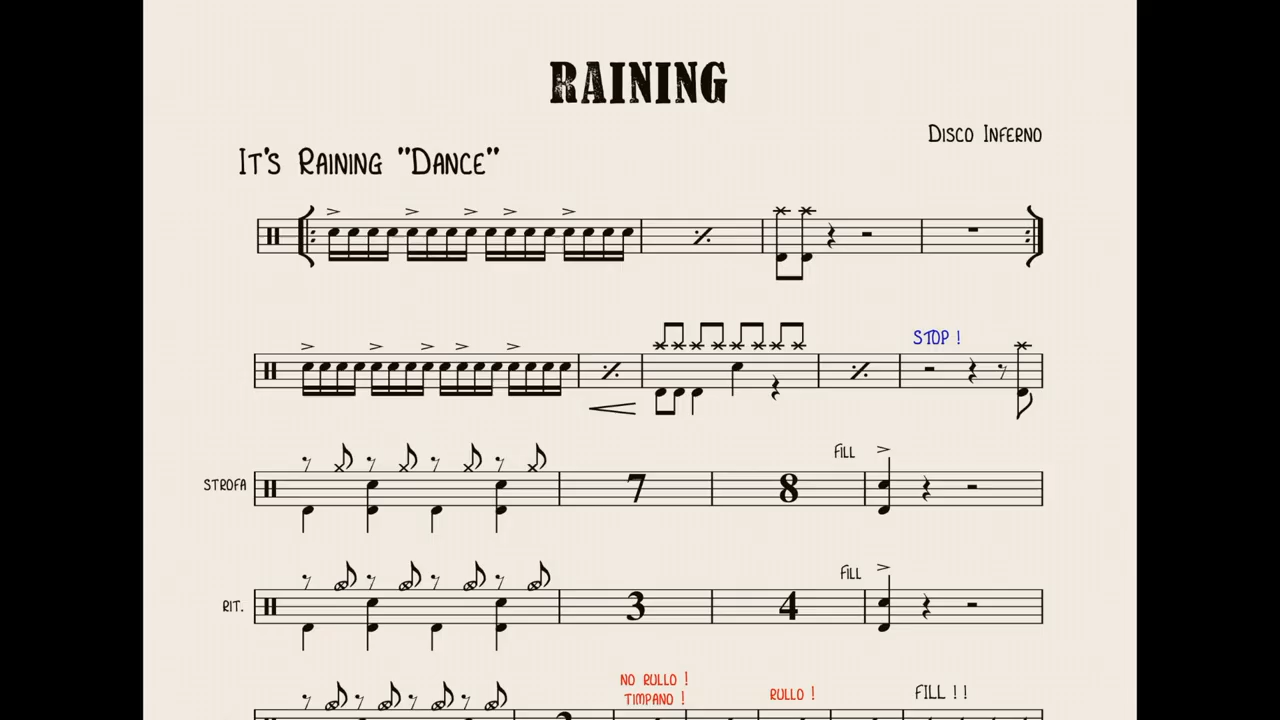 RAINING
DISCO INFERNO
IT'S RAINING "DANCE"
STOP !
FILL
STROFA
7
8
FILL
RIT.
3
4
NO RULLO !
TIMPANO !
RULLO !
FILL ! !